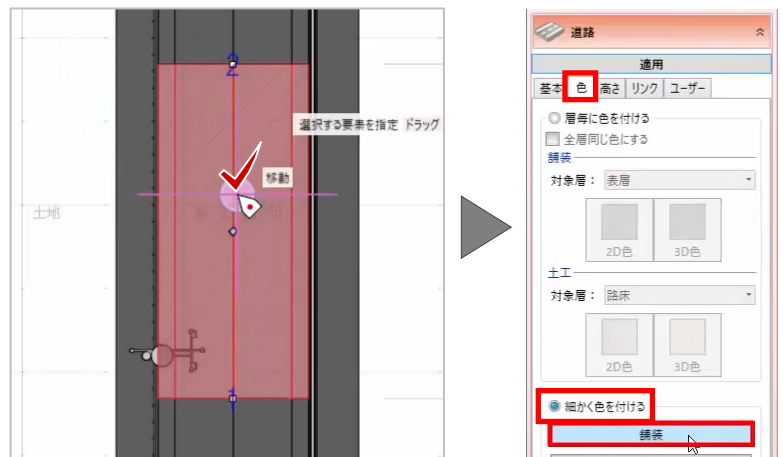 2
選択する要素を指定 ドラッグ
移動
土地
1
道路
適用
基本 色 高さ リンク ユーザー
層毎に色を付ける
全層同じ色にする
舗装
対象層： 表層
2D色 3D色
土工
対象層： 路床
2D色 3D色
細かく色を付ける
舗装